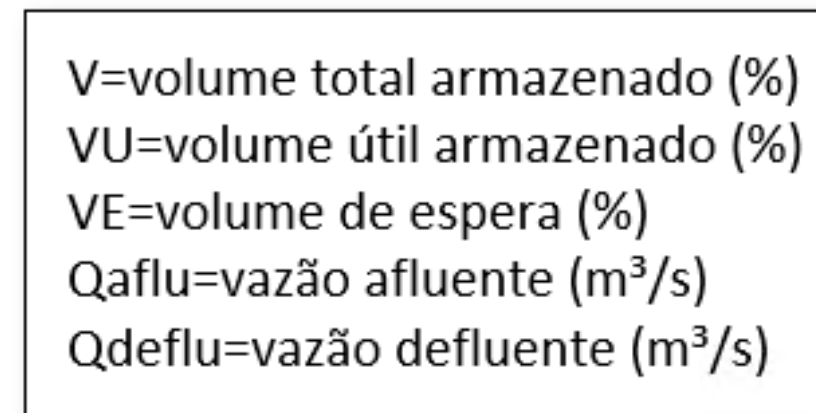 V=volume total armazenado (%)
VU=volume útil armazenado (%)
VE=volume de espera (%)
Qaflu=vazão afluente (m³/s)
Qdeflu=vazão defluente (m³/s)